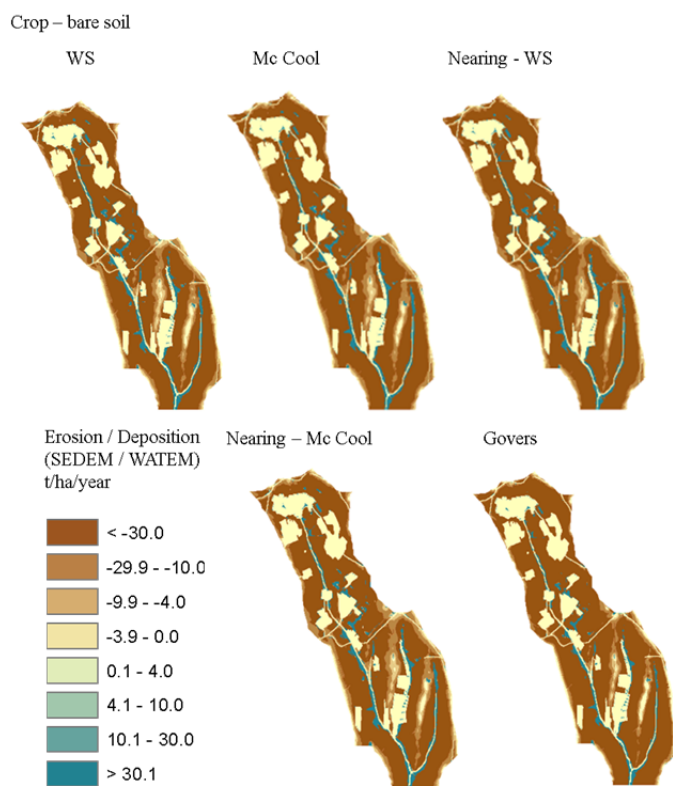 Crop – bare soil
WS
Mc Cool
Nearing - WS
Erosion / Deposition
(SEDEM / WATEM)
t/ha/year
Nearing – Mc Cool
Govers
< -30.0
-29.9 - -10.0
-9.9 - -4.0
-3.9 - 0.0
0.1 - 4.0
4.1 - 10.0
10.1 - 30.0
> 30.1